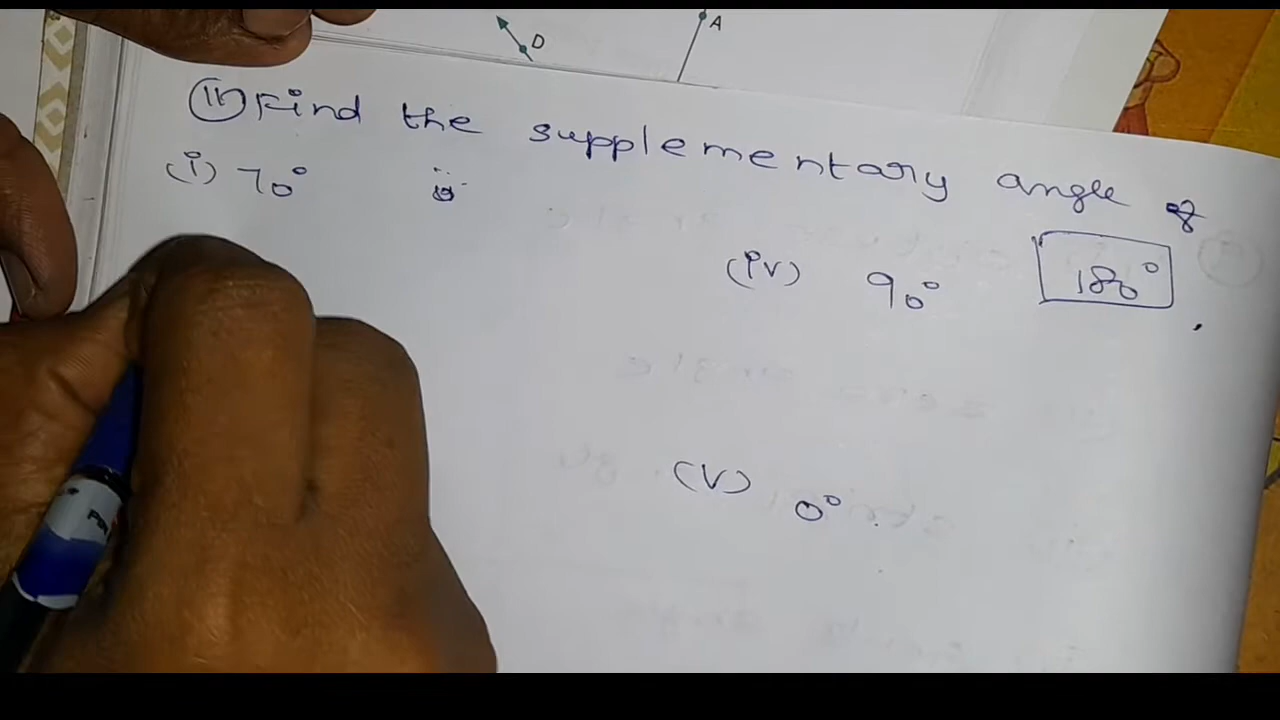 D
A
(II) Find the supplementary angle of
(i) 70°
(iv) 90° 180°
(v) 0°